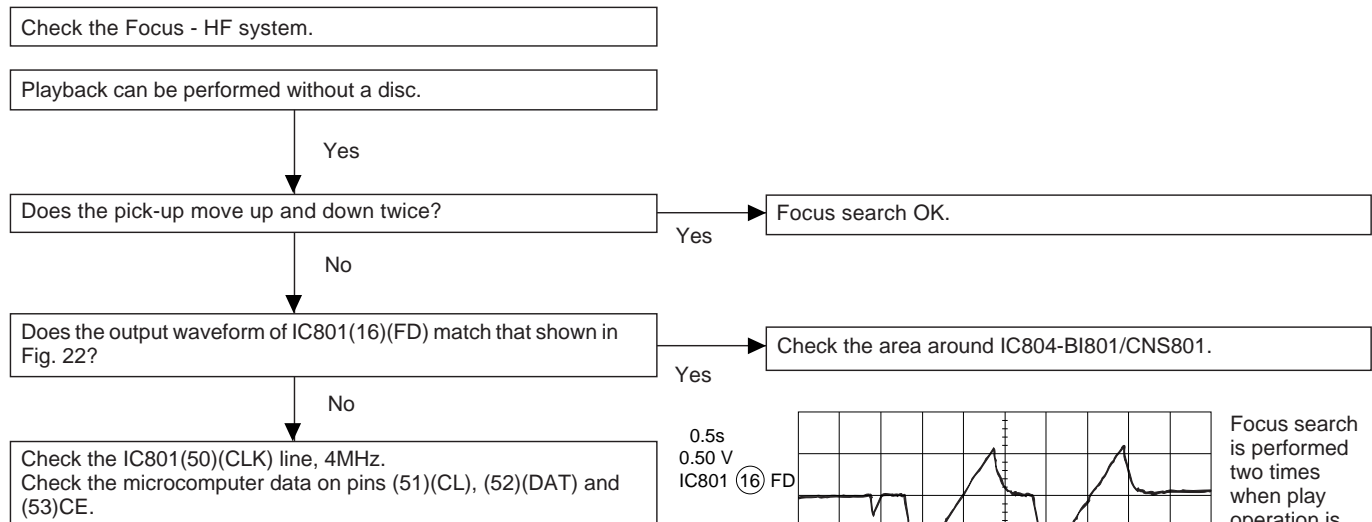 Check the Focus - HF system.
Playback can be performed without a disc.
Yes
Does the pick-up move up and down twice?
Yes
Focus search OK.
No
Does the output waveform of IC801(16)(FD) match that shown in
Fig. 22?
Yes
Check the area around IC804-BI801/CNS801.
No
Check the IC801(50)(CLK) line, 4MHz.
Check the microcomputer data on pins (51)(CL), (52)(DAT) and
(53)CE.
0.5s
0.50 V
IC801 16 FD
Focus search
is performed
two times
when play
operation is